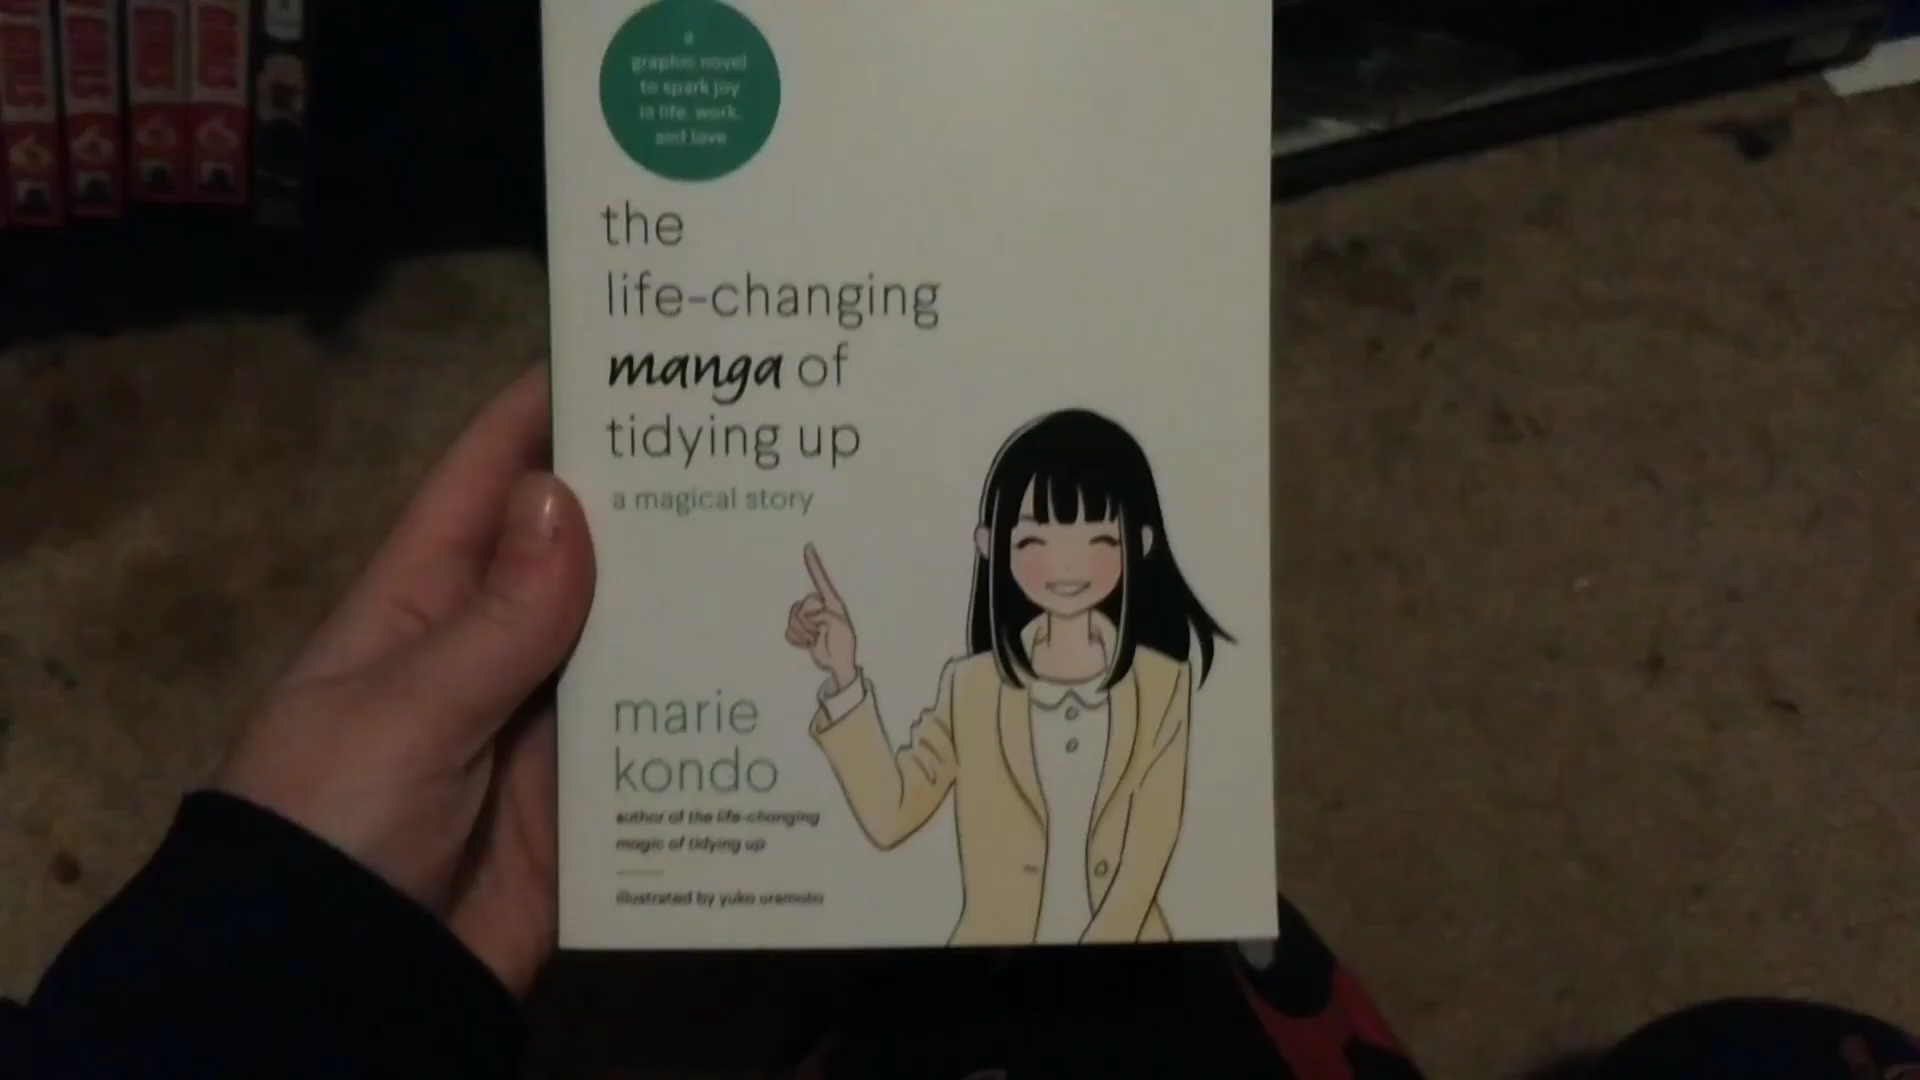 a
graphic novel
to spark joy
in life, work,
and love
the
life-changing
manga of
tidying up
a magical story
marie
kondo
author of the life-changing
magic of tidying up
illustrated by yuko uramoto